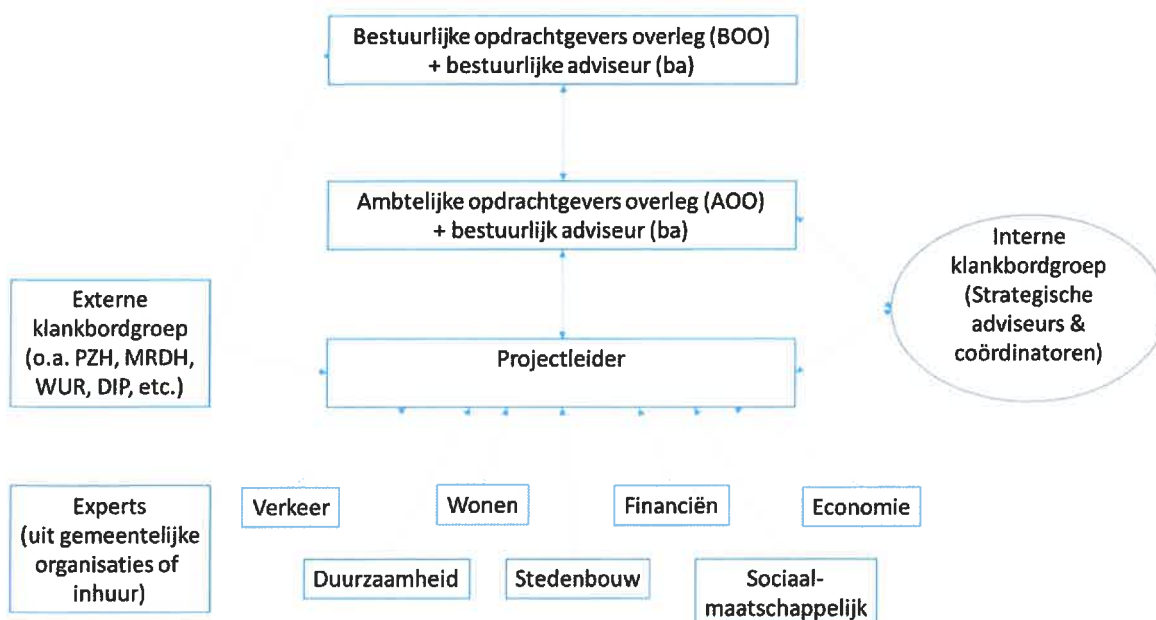 Bestuurlijke opdrachtgevers overleg (BOO)
+ bestuurlijke adviseur (ba)
Ambtelijke opdrachtgevers overleg (AOO)
+ bestuurlijk adviseur (ba)
Interne
klankbordgroep
(Strategische
adviseurs &
coördinatoren)
Externe
klankbordgroep
(o.a. PZH, MRDH,
WUR, DIP, etc.)
Projectleider
Experts
(uit gemeentelijke
organisaties of
inhuur)
Verkeer
Wonen
Financiën
Economie
Duurzaamheid
Stedenbouw
Sociaal-
maatschappelijk